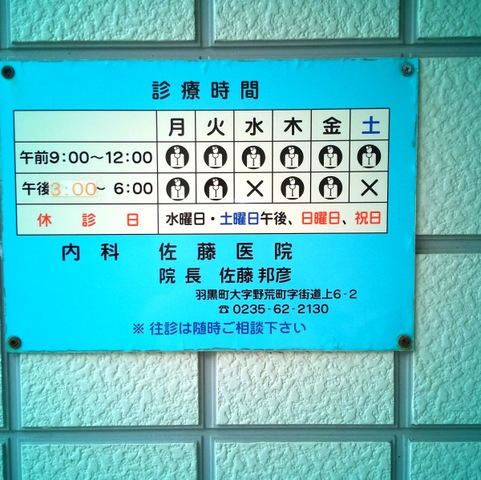 診療時間
月 火 水 木 金 土
午前9:00～12:00
午後3:00～6:00 × ×
休診日 水曜日・土曜日午後、日曜日、祝日
内科 佐藤医院
院長 佐藤邦彦
羽黒町大字野荒町字街道上6-2
☎0235-62-2130
※往診は随時ご相談下さい